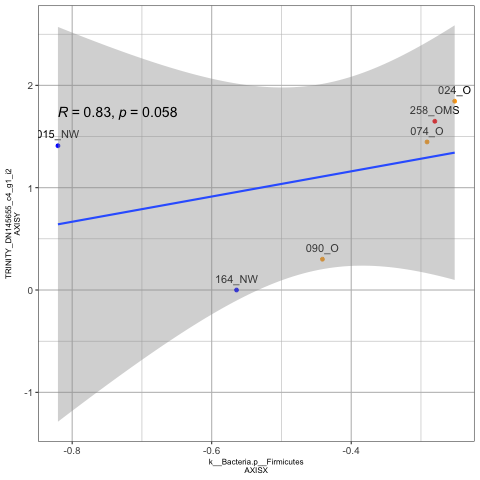 024_O
258_OMS
R = 0.83, p = 0.058
015_NW
074_O
090_O
164_NW
2
1
0
-1
-0.8
-0.6
-0.4
TRINITY_DN145655_c4_g1_i2
AXISY
k__Bacteria.p__Firmicutes
AXISX